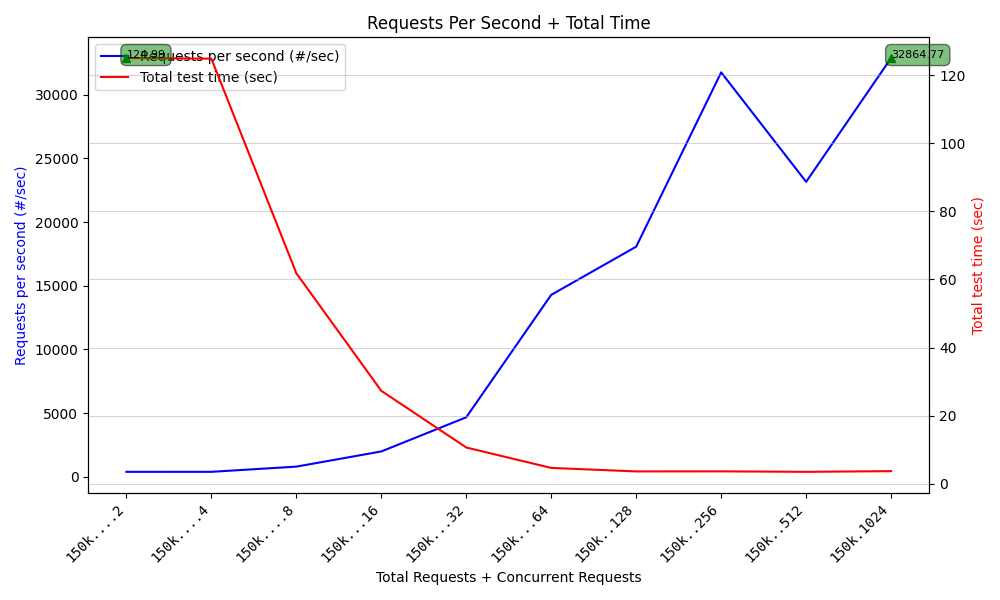 Requests Per Second + Total Time
124.99
Requests per second (#/sec)
Total test time (sec)
32864.77
30000
25000
20000
15000
10000
5000
0
Requests per second (#/sec)
120
100
80
60
40
20
0
Total test time (sec)
150k....2
150k....4
150k....8
150k...16
150k...32
150k...64
150k..128
150k..256
150k..512
150k.1024
Total Requests + Concurrent Requests